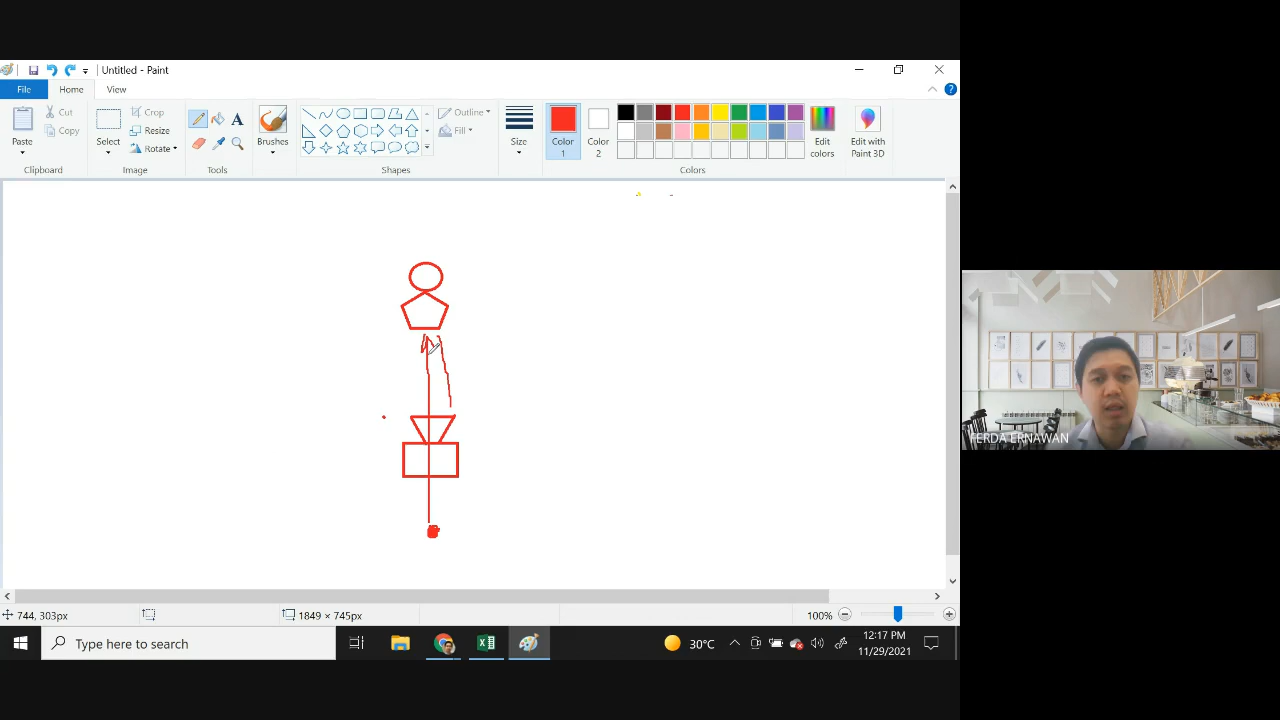 Untitled - Paint
File
Home
View
Paste
Cut
Copy
Clipboard
Select
Crop
Resize
Rotate
Image
A
Tools
Brushes
Outline
Fill
Shapes
Size
Color
1
Color
2
Edit
colors
Edit with
Paint 3D
Colors
FERDA ERNAWAN
744, 303px
1849 × 745px
100%
Type here to search
30°C
12:17 PM
11/29/2021